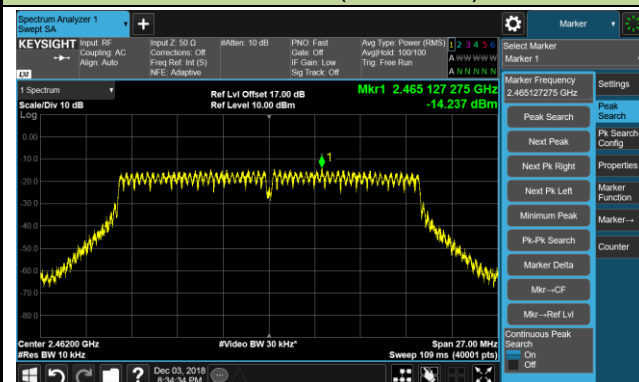 Spectrum Analyzer 1
Swept SA
Marker
KEYSIGHT Input: RF Input Z: 50 Ω #Atten: 10 dB PNO: Fast Avg Type: Power (RMS) 1 2 3 4 5 6
Coupling: AC Corrections: Off Gate: Off Avg|Hold: 100/100 A W W W W W
Align: Auto Freq Ref: Int (S) IF Gain: Low Trig: Free Run
NFE: Adaptive Sig Track: Off A N N N N N
LXI
Select Marker
Marker 1
1 Spectrum
Scale/Div 10 dB
Log
Ref Lvl Offset 17.00 dB
Ref Level 10.00 dBm
Mkr1 2.465 127 275 GHz
-14.237 dBm
0.00
-10.0
-20.0
-30.0
-40.0
-50.0
-60.0
-70.0
-80.0
1
Center 2.46200 GHz
#Res BW 10 kHz
#Video BW 30 kHz*
Span 27.00 MHz
Sweep 109 ms (40001 pts)
Marker Frequency
2.465127275 GHz
Peak Search
Next Peak
Next Pk Right
Next Pk Left
Minimum Peak
Pk-Pk Search
Marker Delta
Mkr→CF
Mkr→Ref Lvl
Continuous Peak
Search
On
Off
Settings
Peak
Search
Pk Search
Config
Properties
Marker
Function
Marker→
Counter
?
Dec 03, 2018
8:34:34 PM